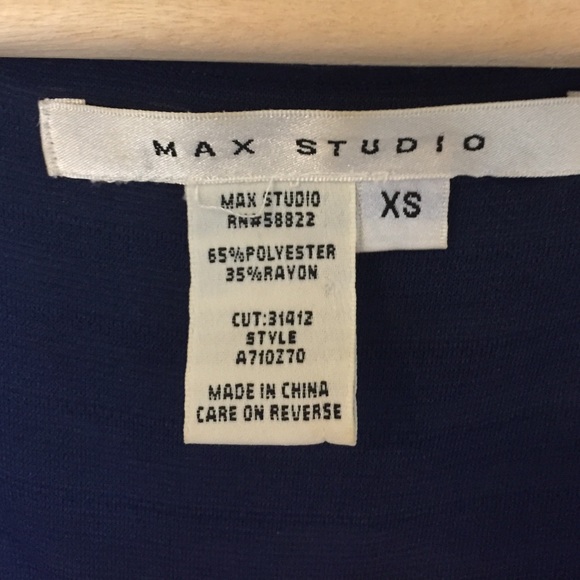 MAX STUDIO
XS
MAX STUDIO
RN#58822
65%POLYESTER
35%RAYON
CUT:31412
STYLE
A710Z70
MADE IN CHINA
CARE ON REVERSE